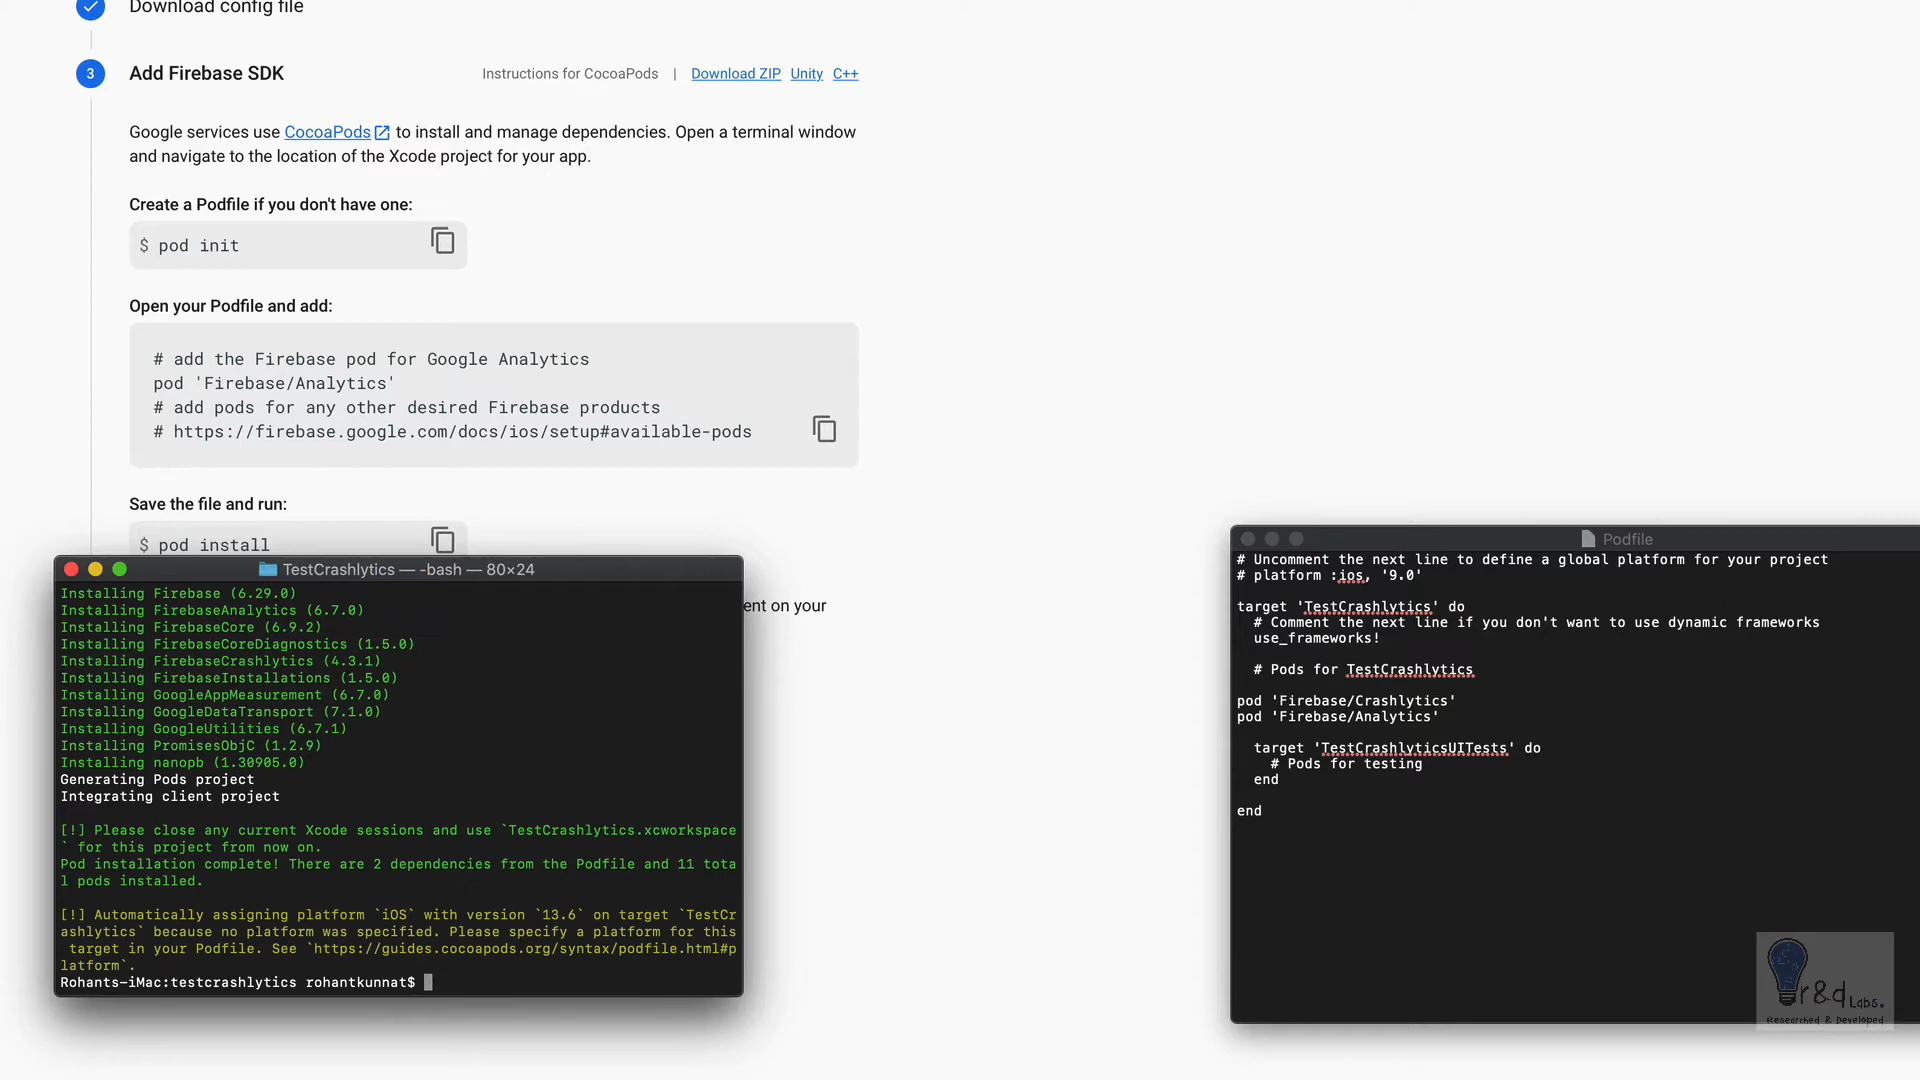 Download config file
3
Add Firebase SDK
Instructions for CocoaPods | Download ZIP Unity C++
Google services use CocoaPods to install and manage dependencies. Open a terminal window
and navigate to the location of the Xcode project for your app.
Create a Podfile if you don't have one:
$ pod init
Open your Podfile and add:
# add the Firebase pod for Google Analytics
pod 'Firebase/Analytics'
# add pods for any other desired Firebase products
# https://firebase.google.com/docs/ios/setup#available-pods
Save the file and run:
$ pod install
ent on your
TestCrashlytics — -bash — 80×24
Installing Firebase (6.29.0)
Installing FirebaseAnalytics (6.7.0)
Installing FirebaseCore (6.9.2)
Installing FirebaseCoreDiagnostics (1.5.0)
Installing FirebaseCrashlytics (4.3.1)
Installing FirebaseInstallations (1.5.0)
Installing GoogleAppMeasurement (6.7.0)
Installing GoogleDataTransport (7.1.0)
Installing GoogleUtilities (6.7.1)
Installing PromisesObjC (1.2.9)
Installing nanopb (1.30905.0)
Generating Pods project
Integrating client project
[!] Please close any current Xcode sessions and use `TestCrashlytics.xcworkspace
` for this project from now on.
Pod installation complete! There are 2 dependencies from the Podfile and 11 tota
l pods installed.
[!] Automatically assigning platform `iOS` with version `13.6` on target `TestCr
ashlytics` because no platform was specified. Please specify a platform for this
target in your Podfile. See `https://guides.cocoapods.org/syntax/podfile.html#p
latform`.
Rohants-iMac:testcrashlytics rohantkunnat$
Podfile
# Uncomment the next line to define a global platform for your project
# platform :ios, '9.0'
target 'TestCrashlytics' do
# Comment the next line if you don't want to use dynamic frameworks
use_frameworks!
# Pods for TestCrashlytics
pod 'Firebase/Crashlytics'
pod 'Firebase/Analytics'
target 'TestCrashlyticsUITests' do
# Pods for testing
end
end
r&d Labs.
Researched & Developed